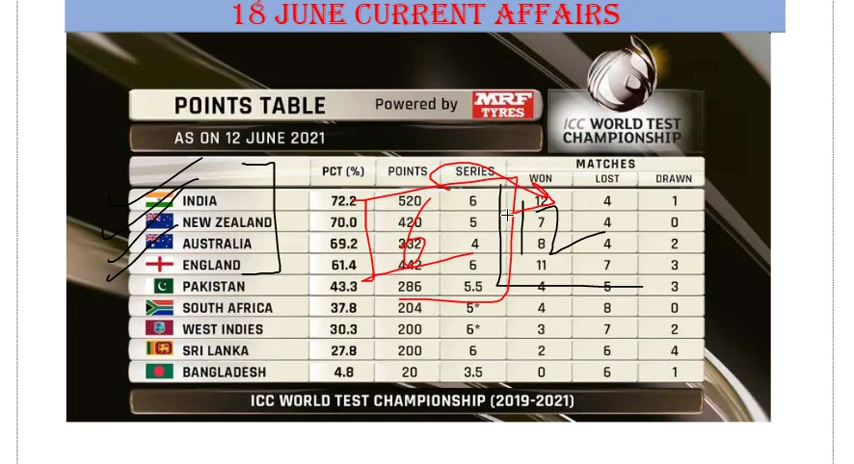 18 JUNE CURRENT AFFAIRS
POINTS TABLE Powered by MRF TYRES
AS ON 12 JUNE 2021
ICC WORLD TEST CHAMPIONSHIP
PCT (%) POINTS SERIES MATCHES
WON LOST DRAWN
INDIA 72.2 520 6 12 4 1
NEW ZEALAND 70.0 420 5 7 4 0
AUSTRALIA 69.2 332 4 8 4 2
ENGLAND 61.4 442 6 11 7 3
PAKISTAN 43.3 286 5.5 4 5 3
SOUTH AFRICA 37.8 204 5* 4 8 0
WEST INDIES 30.3 200 6* 3 7 2
SRI LANKA 27.8 200 6 2 6 4
BANGLADESH 4.8 20 3.5 0 6 1
ICC WORLD TEST CHAMPIONSHIP (2019-2021)
6
12